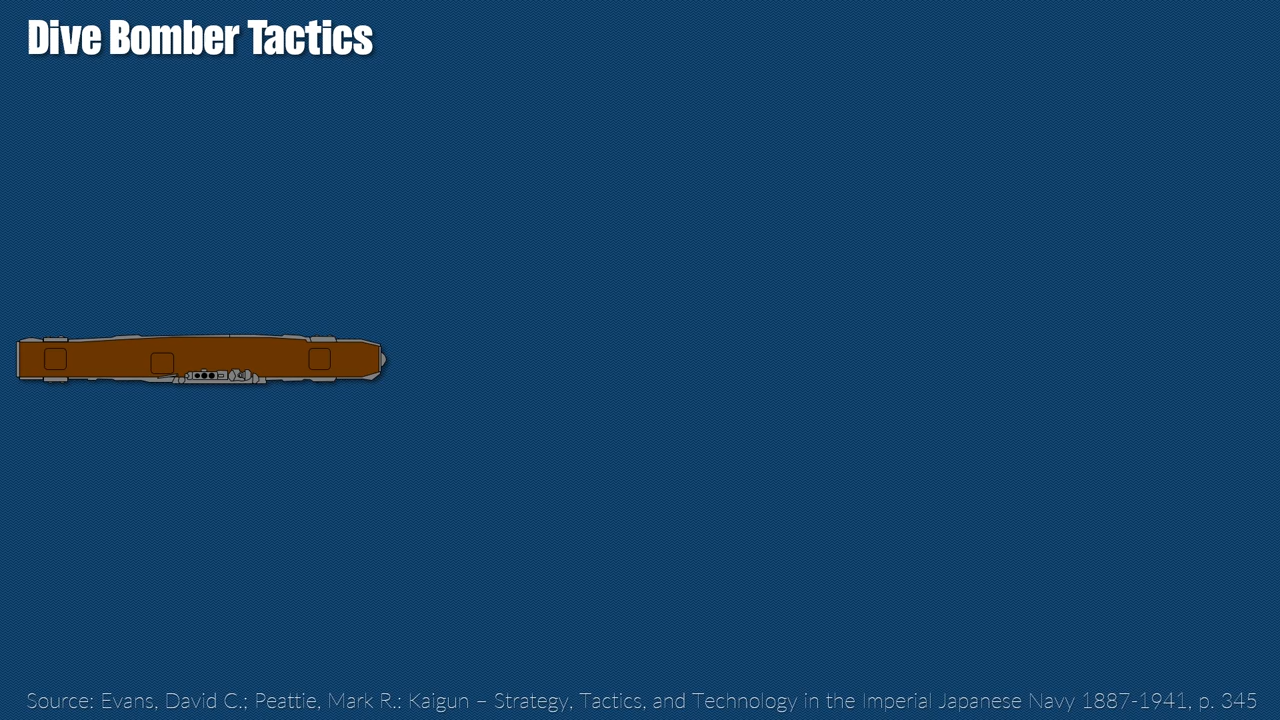 Dive Bomber Tactics
Source: Evans, David C.; Peattie, Mark R.: Kaigun – Strategy, Tactics, and Technology in the Imperial Japanese Navy 1887-1941, p. 345